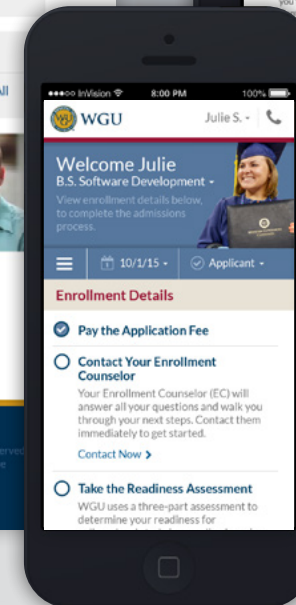 you
All
InVision 8:00 PM 100%
WGU Julie S.
Welcome Julie
B.S. Software Development
View enrollment details below,
to complete the admissions
process.
10/1/15 Applicant
Enrollment Details
Pay the Application Fee
Contact Your Enrollment
Counselor
Your Enrollment Counselor (EC) will
answer all your questions and walk you
through your next steps. Contact them
immediately to get started.
Contact Now >
Take the Readiness Assessment
WGU uses a three-part assessment to
determine your readiness for